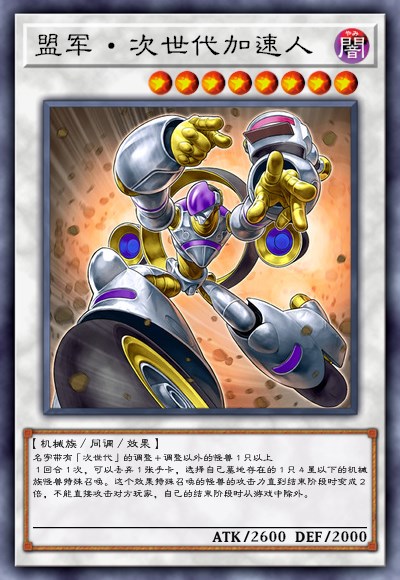 盟军·次世代加速人
やみ
闇
【机械族／同调／效果】
名字带有「次世代」的调整＋调整以外的怪兽1只以上
1回合1次，可以丢弃1张手卡，选择自己墓地存在的1只4星以下的机械
族怪兽特殊召唤。这个效果特殊召唤的怪兽的攻击力直到结束阶段时变成2
倍，不能直接攻击对方玩家，自己的结束阶段时从游戏中除外。
ATK/2600 DEF/2000